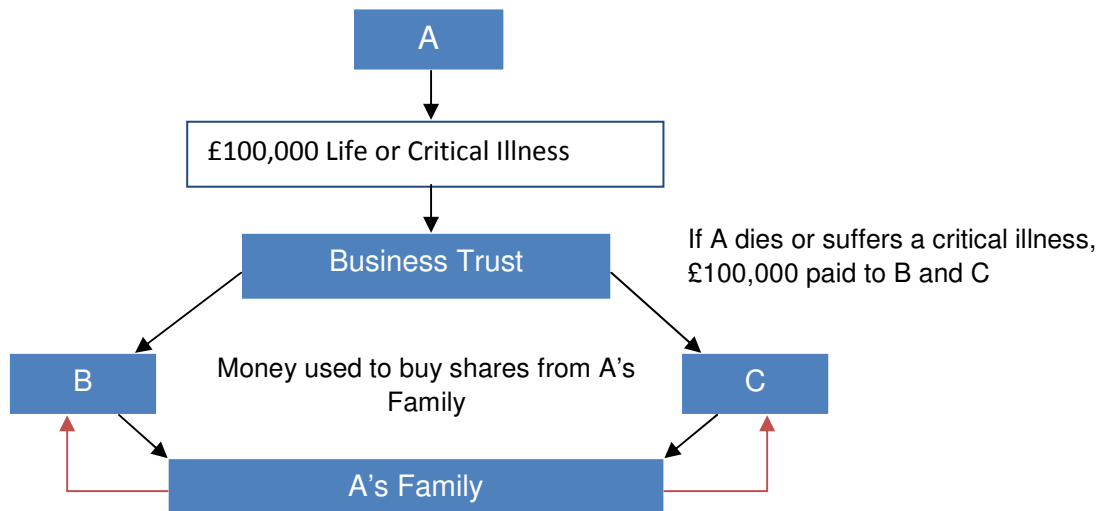 A
£100,000 Life or Critical Illness
Business Trust
If A dies or suffers a critical illness,
£100,000 paid to B and C
B
Money used to buy shares from A's
Family
C
A's Family